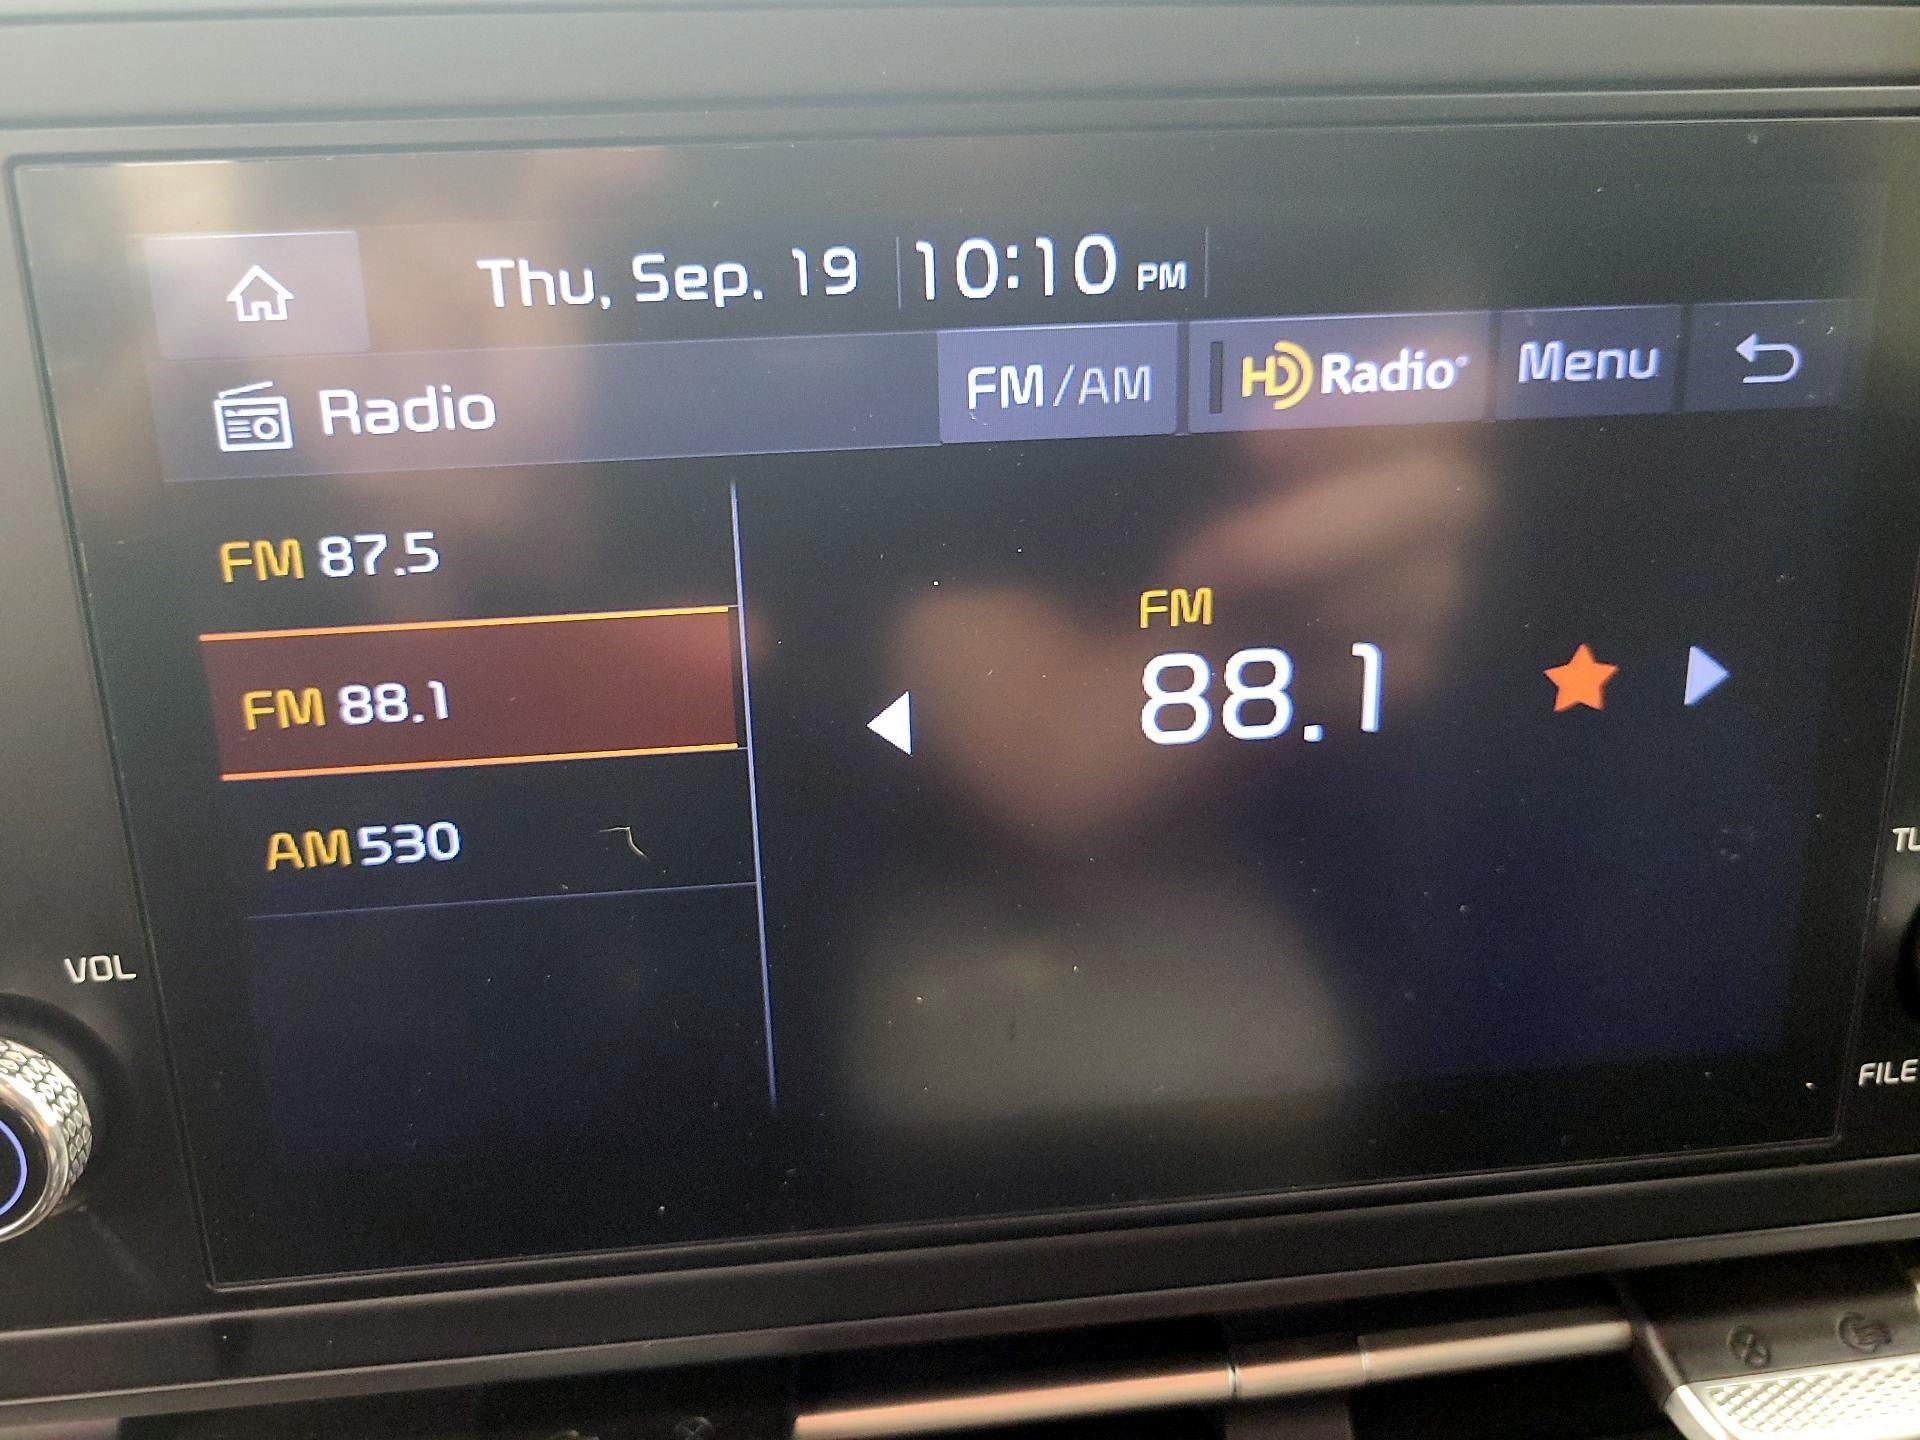 Thu, Sep. 19 10:10 PM
Radio FM/AM HD Radio Menu
FM 87.5
FM 88.1
AM 530
FM
88.1
VOL
FILE